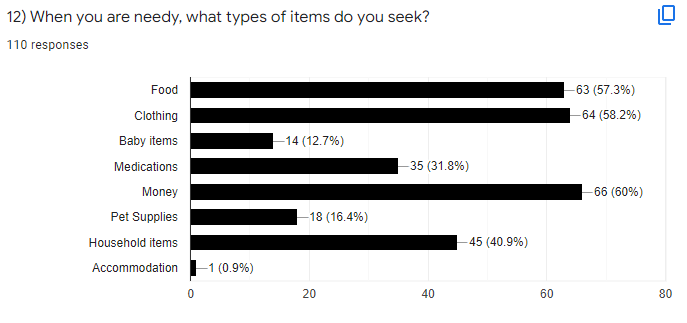 12) When you are needy, what types of items do you seek?
110 responses
Food 63 (57.3%)
Clothing 64 (58.2%)
Baby items 14 (12.7%)
Medications 35 (31.8%)
Money 66 (60%)
Pet Supplies 18 (16.4%)
Household items 45 (40.9%)
Accommodation 1 (0.9%)
0 20 40 60 80